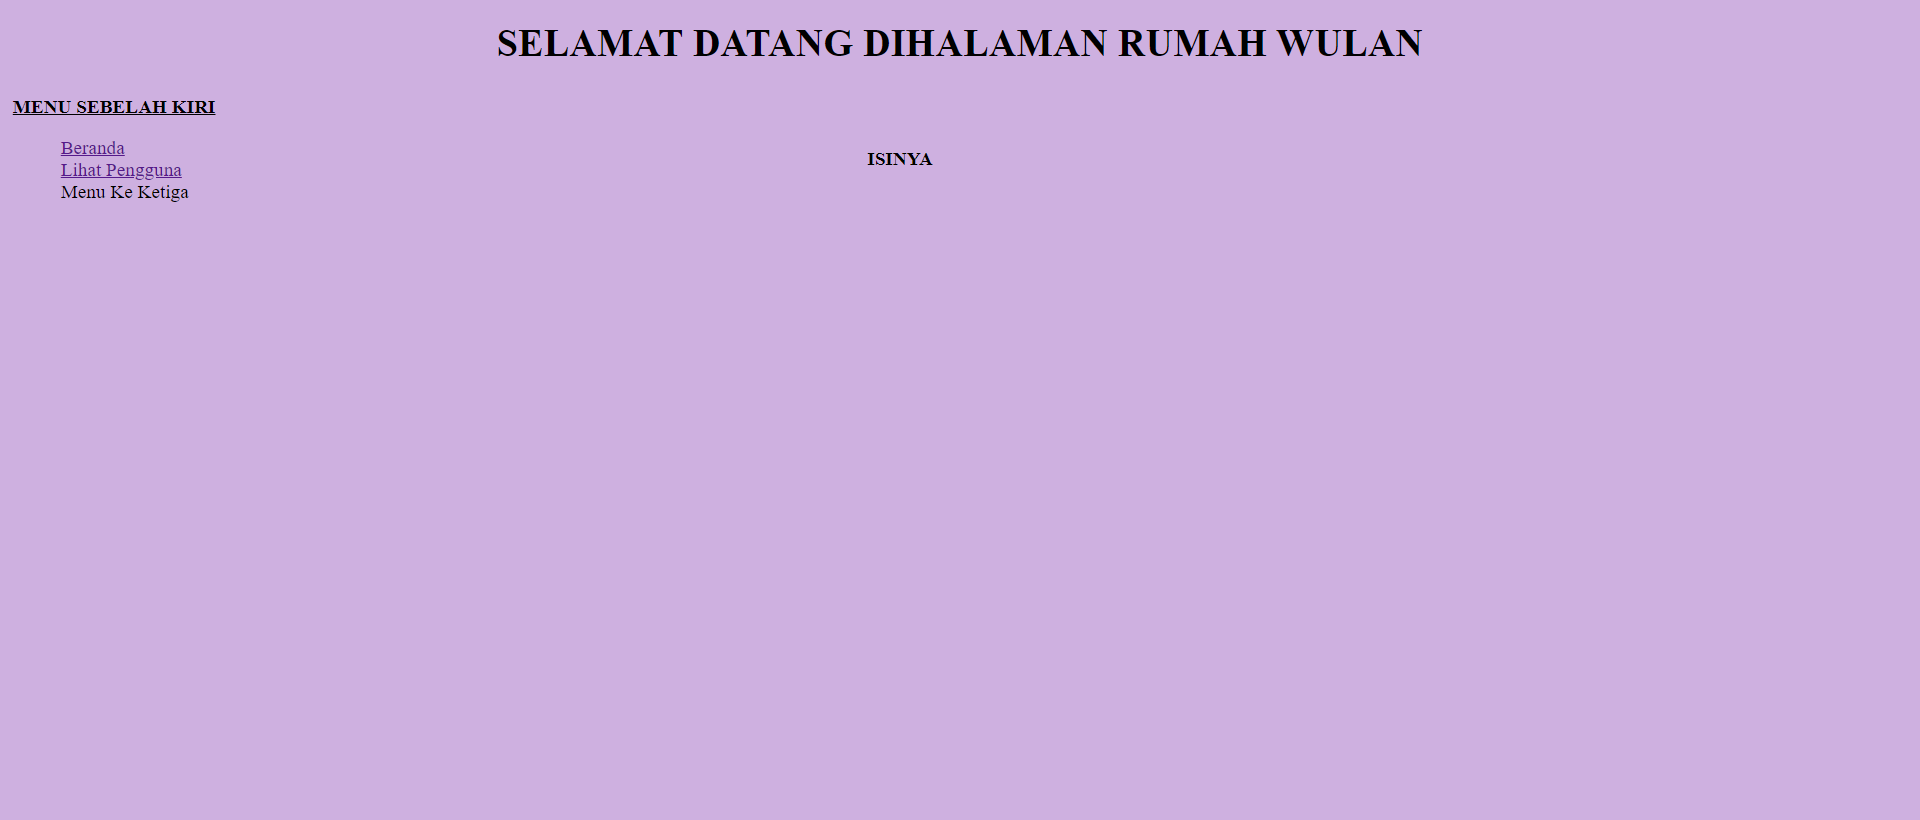 SELAMAT DATANG DIHALAMAN RUMAH WULAN
MENU SEBELAH KIRI
Beranda
Lihat Pengguna
Menu Ke Ketiga
ISINYA